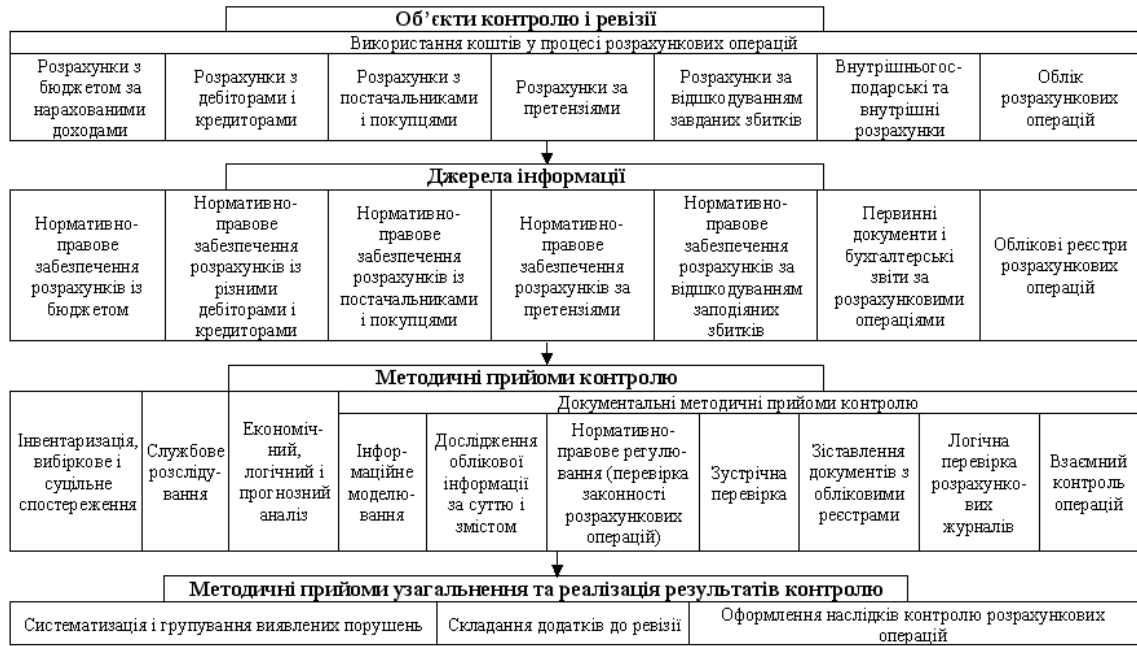 Об’єкти контролю і ревізії
Використання коштів у процесі розрахункових операцій
Розрахунки з
бюджетом за
нарахованими
доходами
Розрахунки з
дебіторами і
кредиторами
Розрахунки з
постачальниками
і покупцями
Розрахунки за
претензіями
Розрахунки за
відшкодуванням
завданих збитків
Внутрішньогос-
подарські та
внутрішні
розрахунки
Облік
розрахункових
операцій
Джерела інформації
Нормативно-
правове
забезпечення
розрахунків із
бюджетом
Нормативно-
правове
забезпечення
розрахунків із
різними
дебіторами і
кредиторами
Нормативно-
правове
забезпечення
розрахунків із
постачальниками
і покупцями
Нормативно-
правове
забезпечення
розрахунків за
претензіями
Нормативно-
правове
забезпечення
розрахунків за
відшкодуванням
заподіяних
збитків
Первинні
документи і
бухгалтерські
звіти за
розрахунковими
операціями
Облікові реєстри
розрахункових
операцій
Методичні прийоми контролю
Документальні методичні прийоми контролю
Інвентаризація,
вибіркове і
суцільне
спостереження
Службове
розсліду-
вання
Економіч-
ний,
логічний і
прогнозний
аналіз
Інфор-
маційне
моделю-
вання
Дослідження
облікової
інформації
за суттю і
змістом
Нормативно-
правове регулю-
вання (перевірка
законності
розрахункових
операцій)
Зустрічна
перевірка
Зіставлення
документів з
обліковими
реєстрами
Логічна
перевірка
розрахунко-
вих
журналів
Взаємний
контроль
операцій
Методичні прийоми узагальнення та реалізація результатів контролю
Систематизація і групування виявлених порушень
Складання додатків до ревізії
Оформлення наслідків контролю розрахункових
операцій